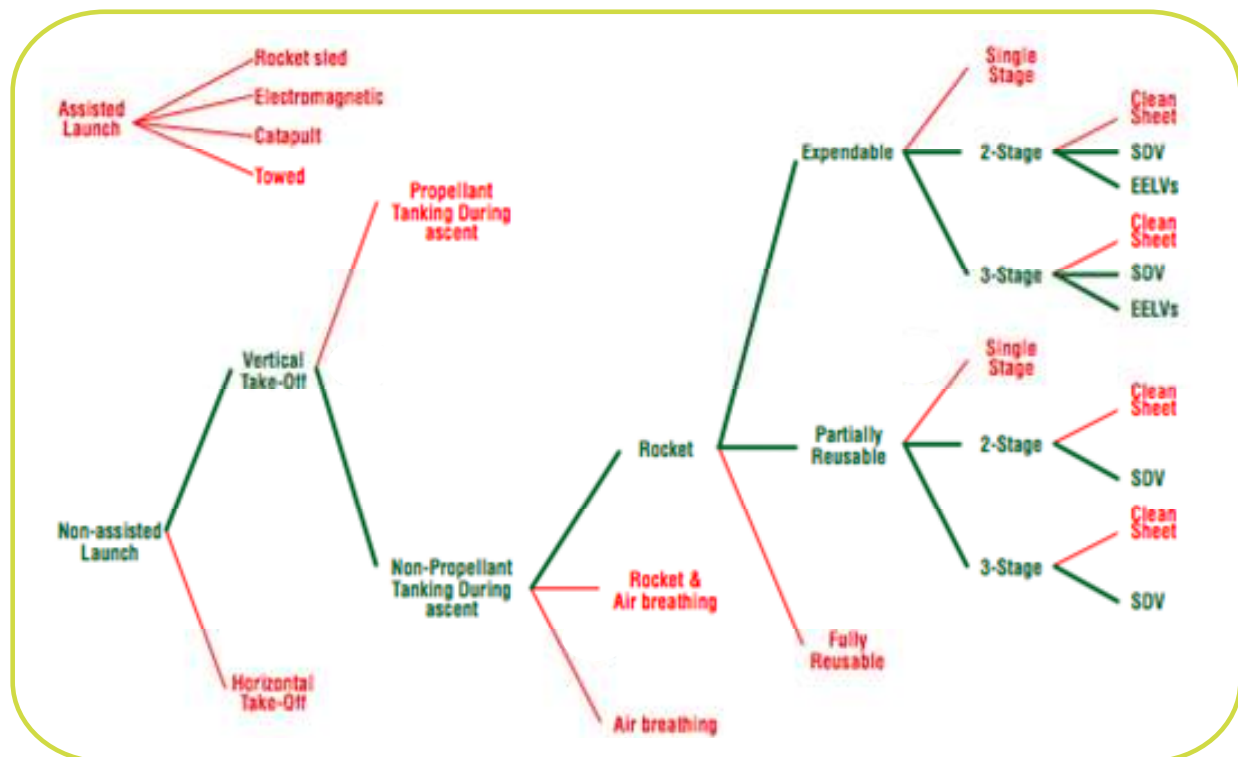 Assisted
Launch
Rocket sled
Electromagnetic
Catapult
Towed
Non-assisted
Launch
Vertical
Take-Off
Horizontal
Take-Off
Propellant
Tanking During
ascent
Non-Propellant
Tanking During
ascent
Rocket
Rocket &
Air breathing
Air breathing
Expendable
Partially
Reusable
Fully
Reusable
Single
Stage
2-Stage
3-Stage
Clean
Sheet
SDV
EELVs
Clean
Sheet
SDV
EELVs
Single
Stage
2-Stage
3-Stage
Clean
Sheet
SDV
Clean
Sheet
SDV